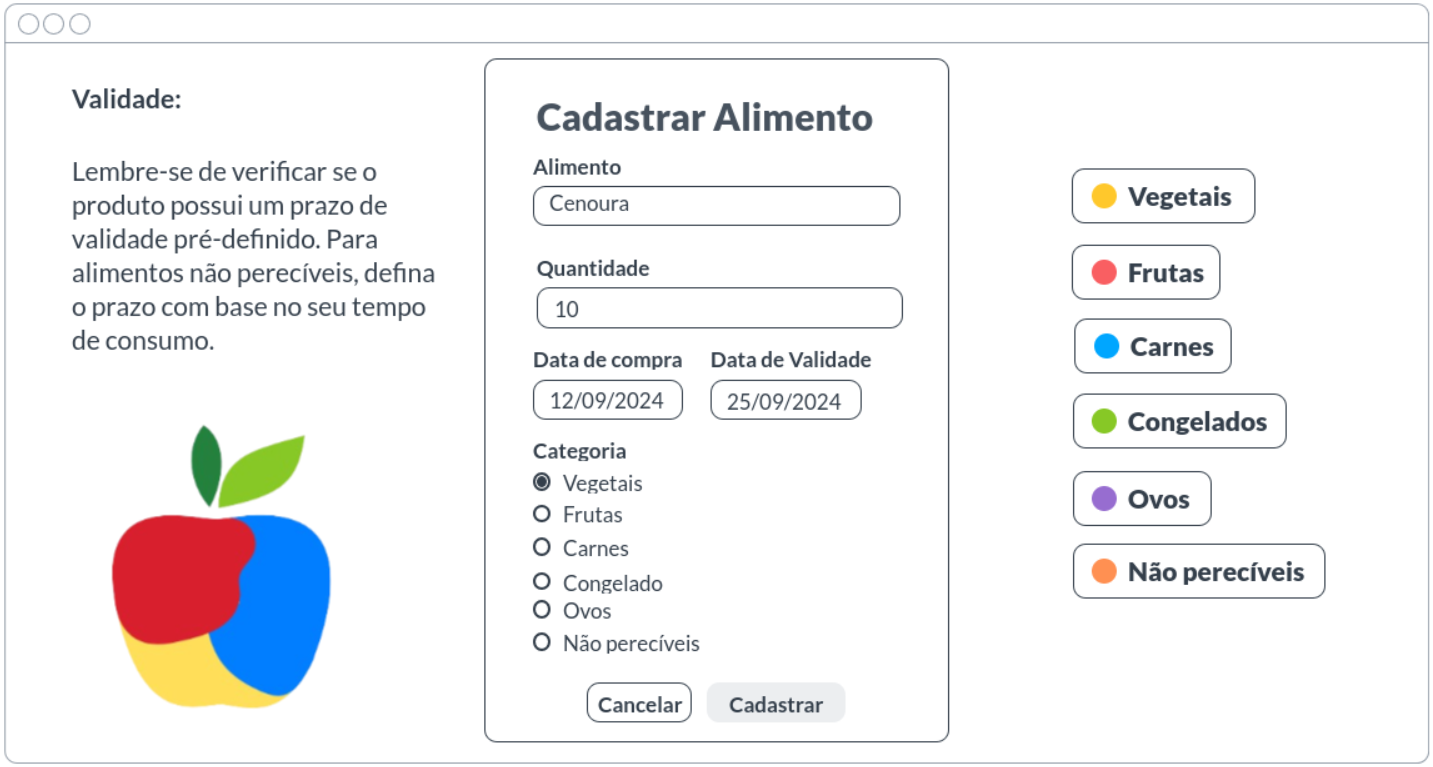 Validade:
Lembre-se de verificar se o
produto possui um prazo de
validade pré-definido. Para
alimentos não perecíveis, defina
o prazo com base no seu tempo
de consumo.
Cadastrar Alimento
Alimento
Cenoura
Quantidade
10
Data de compra Data de Validade
12/09/2024 25/09/2024
Categoria
Vegetais
Frutas
Carnes
Congelado
Ovos
Não perecíveis
Cancelar Cadastrar
Vegetais
Frutas
Carnes
Congelados
Ovos
Não perecíveis